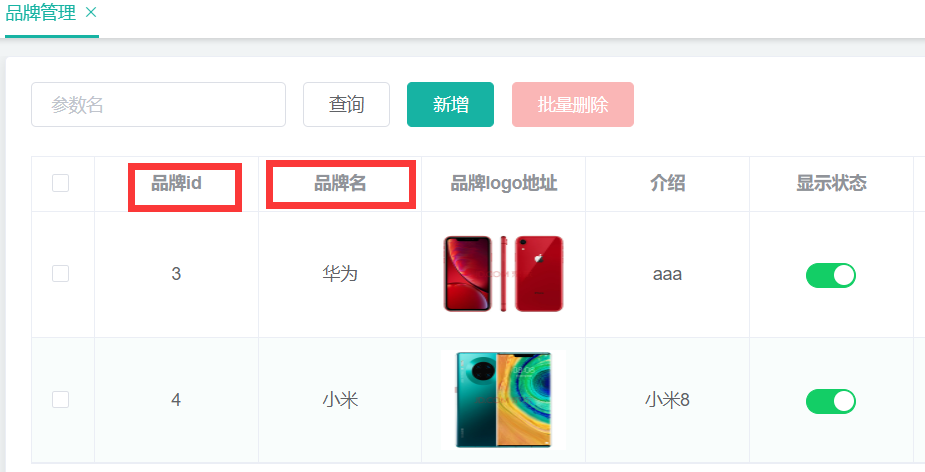 品牌管理
参数名 查询 新增 批量删除
品牌id 品牌名 品牌logo地址 介绍 显示状态
3 华为 aaa
4 小米 小米8